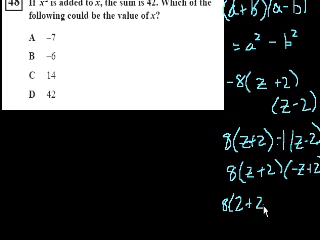 48 If x² is added to x, the sum is 42. Which of the
following could be the value of x?
A −7
B −6
C 14
D 42
(a+b)(a-b)
= a² - b²
-8(z+2)
(z-2)
8(z+2)·-1(z-2)
8(z+2)(-z+2
8(2+z